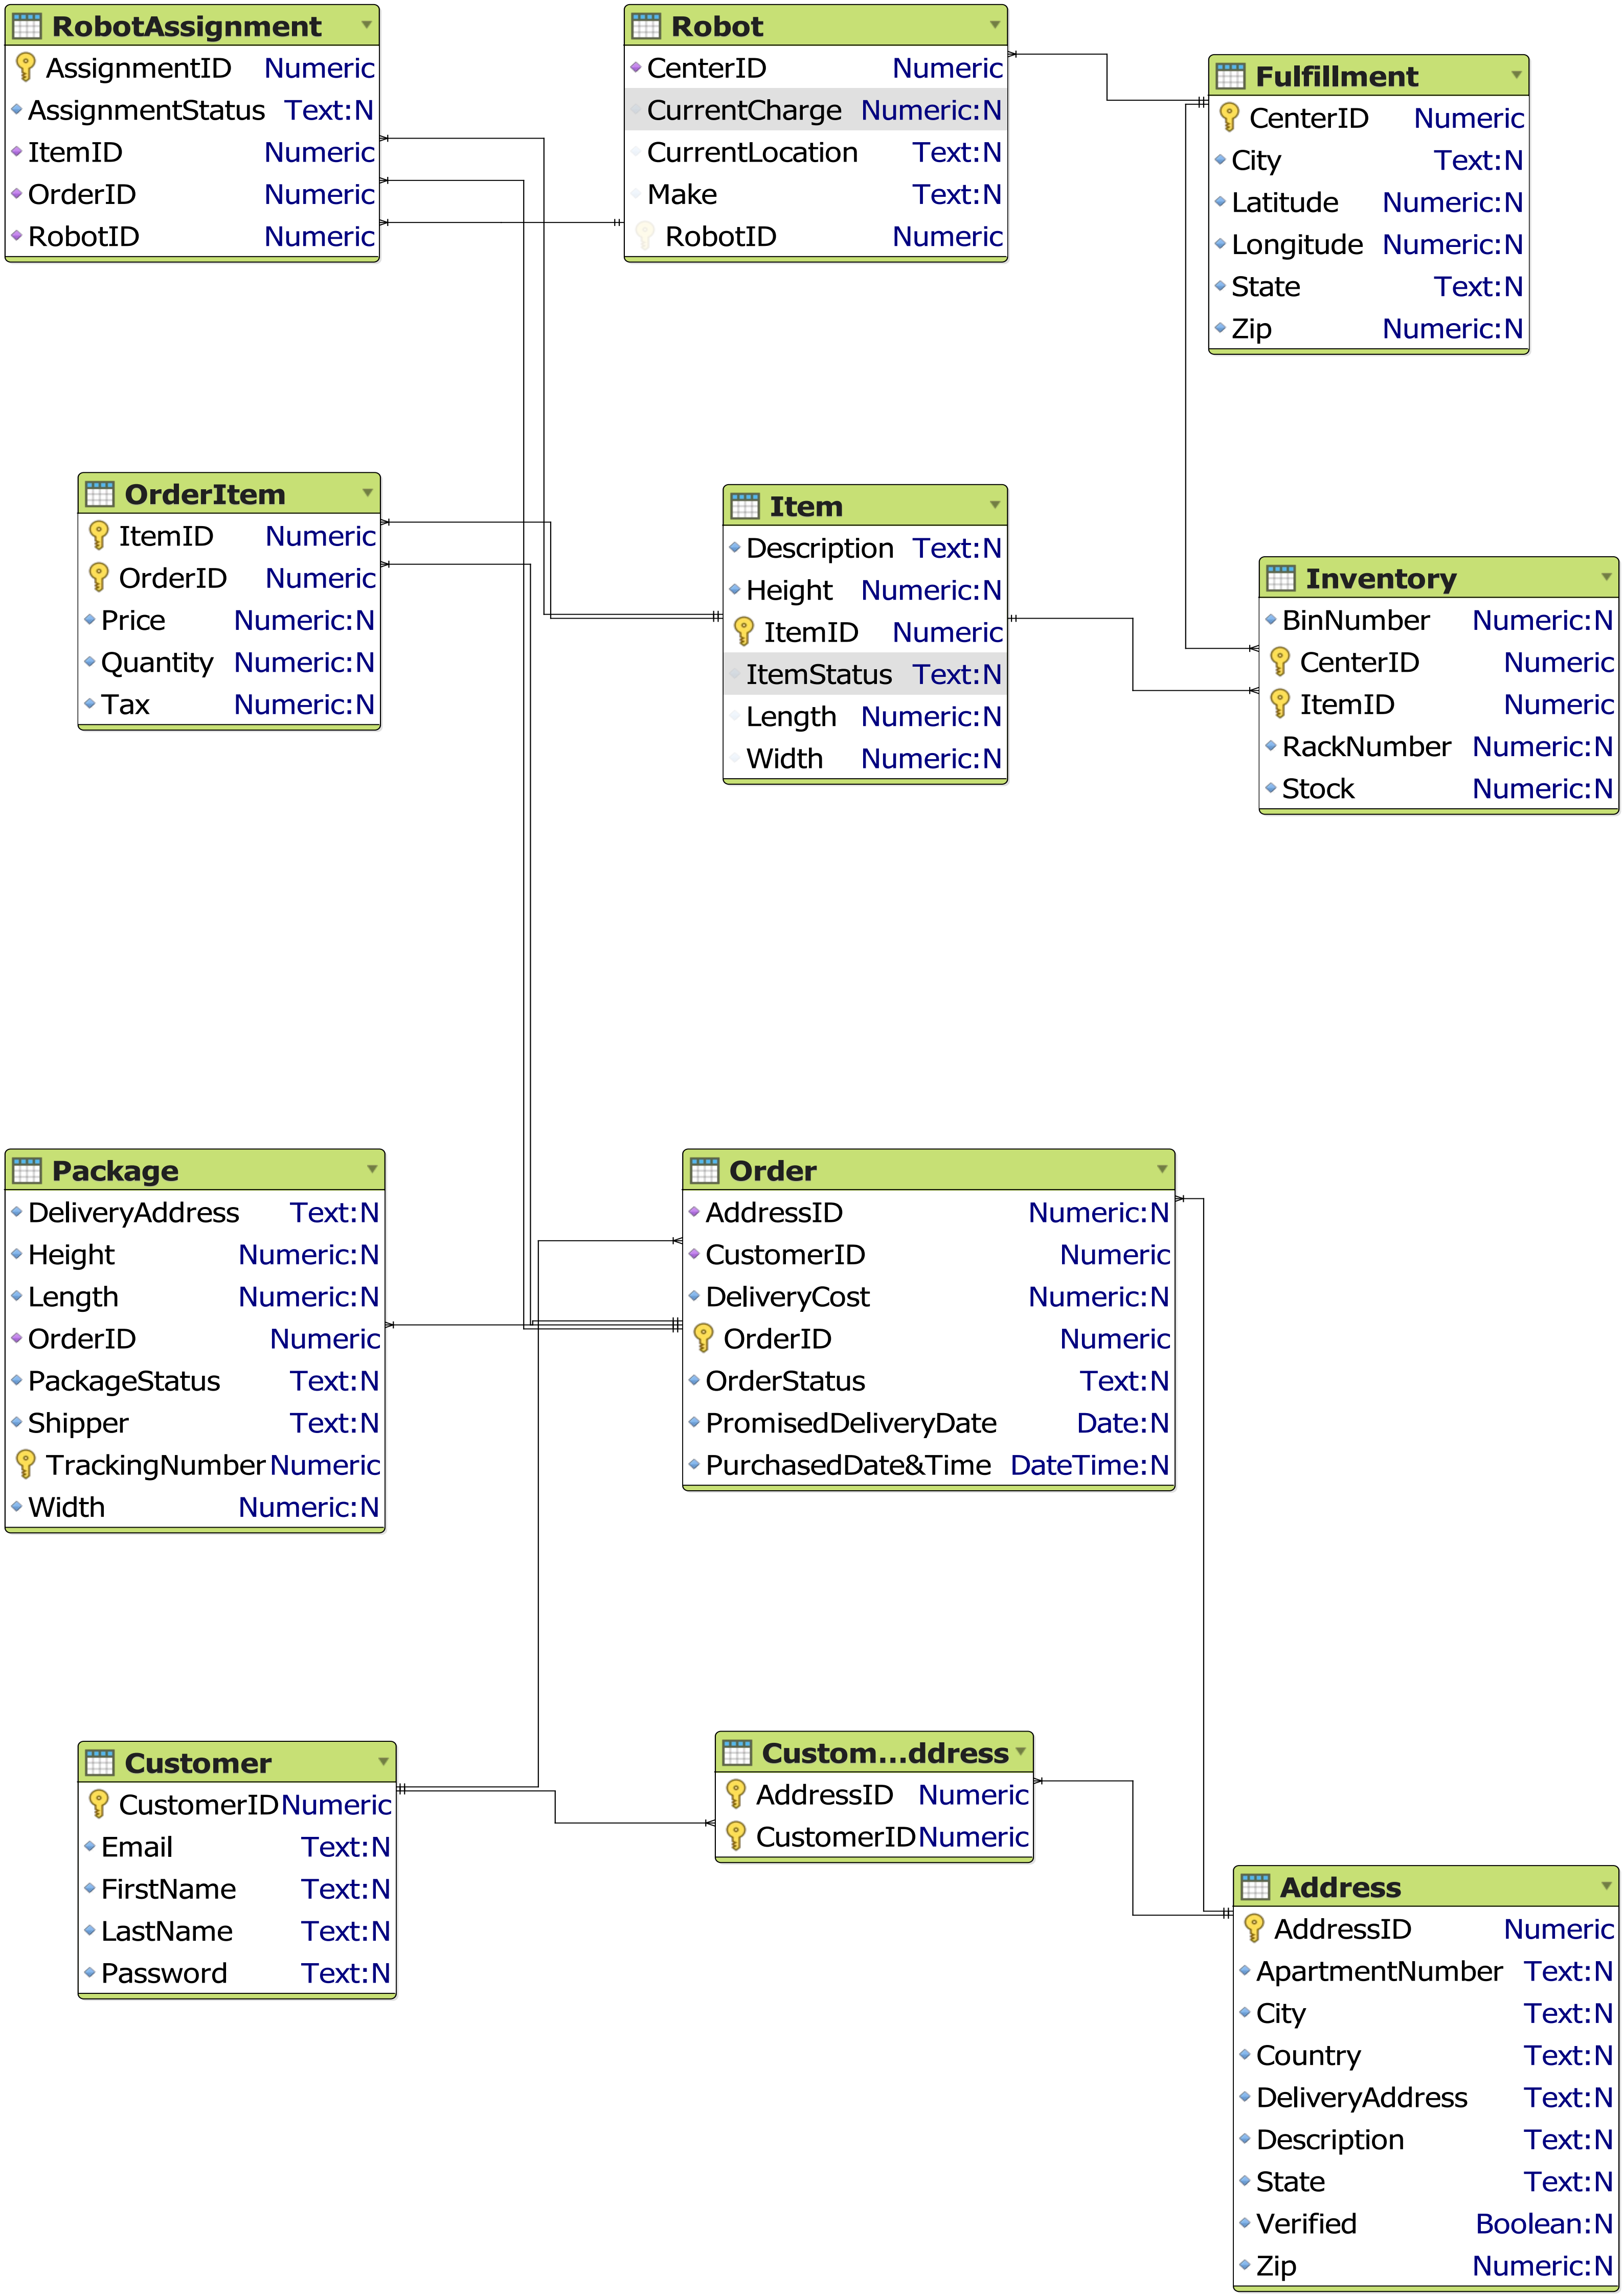 RobotAssignment
AssignmentID Numeric
AssignmentStatus Text:N
ItemID Numeric
OrderID Numeric
RobotID Numeric
Robot
CenterID Numeric
CurrentCharge Numeric:N
CurrentLocation Text:N
Make Text:N
RobotID Numeric
Fulfillment
CenterID Numeric
City Text:N
Latitude Numeric:N
Longitude Numeric:N
State Text:N
Zip Numeric:N
OrderItem
ItemID Numeric
OrderID Numeric
Price Numeric:N
Quantity Numeric:N
Tax Numeric:N
Item
Description Text:N
Height Numeric:N
ItemID Numeric
ItemStatus Text:N
Length Numeric:N
Width Numeric:N
Inventory
BinNumber Numeric:N
CenterID Numeric
ItemID Numeric
RackNumber Numeric:N
Stock Numeric:N
Package
DeliveryAddress Text:N
Height Numeric:N
Length Numeric:N
OrderID Numeric
PackageStatus Text:N
Shipper Text:N
TrackingNumber Numeric
Width Numeric:N
Order
AddressID Numeric:N
CustomerID Numeric
DeliveryCost Numeric:N
OrderID Numeric
OrderStatus Text:N
PromisedDeliveryDate Date:N
PurchasedDate&Time DateTime:N
Customer
CustomerID Numeric
Email Text:N
FirstName Text:N
LastName Text:N
Password Text:N
Custom...ddress
AddressID Numeric
CustomerID Numeric
Address
AddressID Numeric
ApartmentNumber Text:N
City Text:N
Country Text:N
DeliveryAddress Text:N
Description Text:N
State Text:N
Verified Boolean:N
Zip Numeric:N